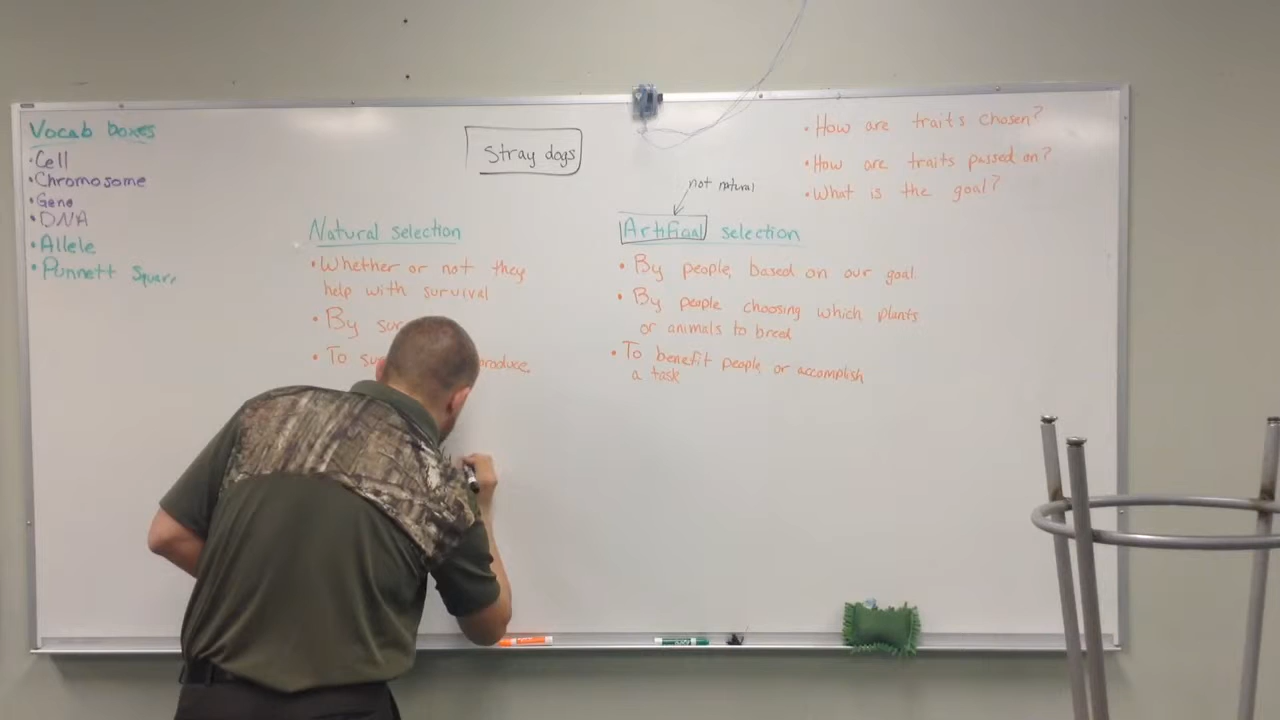 Vocab boxes
•Cell
•Chromosome
•Gene
•DNA
•Allele
•Punnett Square
Stray dogs
•How are traits chosen?
•How are traits passed on?
•What is the goal?
Natural selection
•Whether or not they
help with survival
•By
•To
not natural
Artifical selection
•By people, based on our goal.
•By people choosing which plants
or animals to breed
•To benefit people, or accomplish
a task